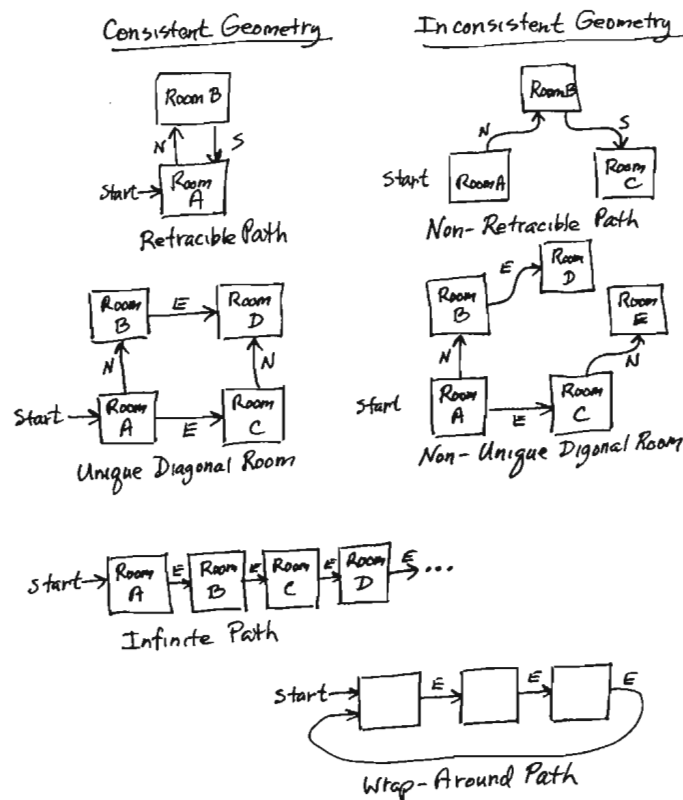 Consistent Geometry
Inconsistent Geometry
Room B
N
S
Start
Room
A
Retracible Path
Room B
N
S
Start
Room A
Room
C
Non-Retracible Path
Room
B
E
Room
D
N
N
Start
Room
A
E
Room
C
Unique Diagonal Room
Room
B
E
Room
D
Room
E
N
N
Start
Room
A
E
Room
C
Non-Unique Digonal Room
Start
Room
A
E
Room
B
E
Room
C
E
Room
D
E
...
Infinite Path
Start
E
E
E
Wrap-Around Path